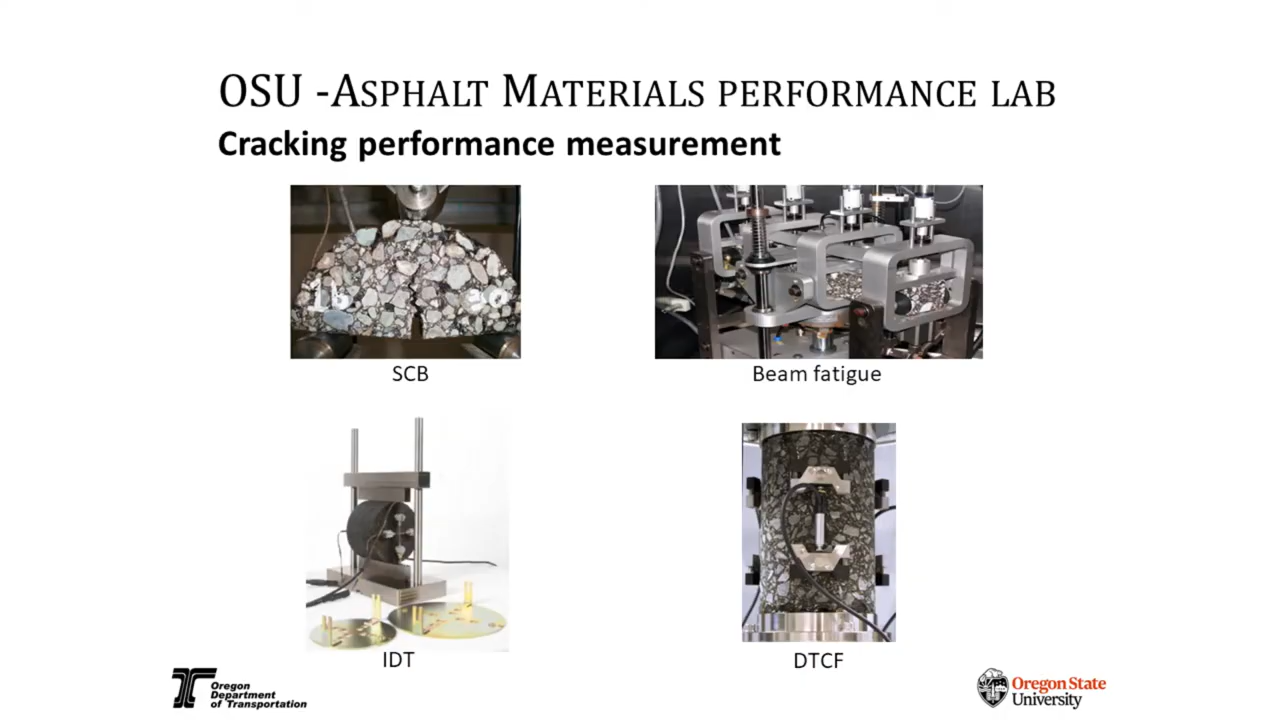 OSU -ASPHALT MATERIALS PERFORMANCE LAB
Cracking performance measurement
SCB
Beam fatigue
IDT
DTCF
Oregon
Department
of Transportation
Oregon State
University